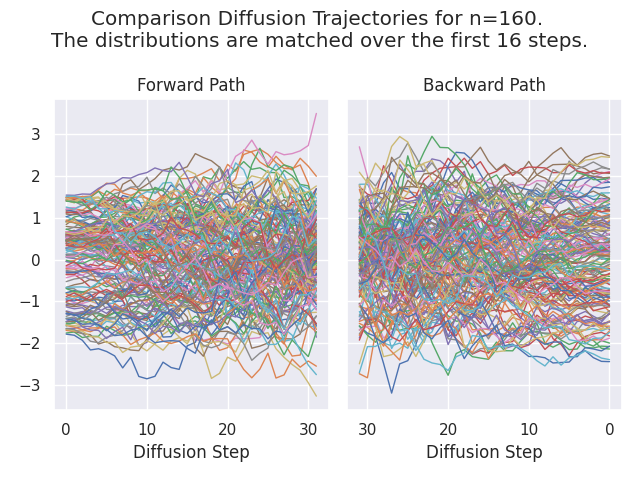 Comparison Diffusion Trajectories for n=160.
The distributions are matched over the first 16 steps.
Forward Path
Backward Path
3
2
1
0
−1
−2
−3
0
10
20
30
30
20
10
0
Diffusion Step
Diffusion Step